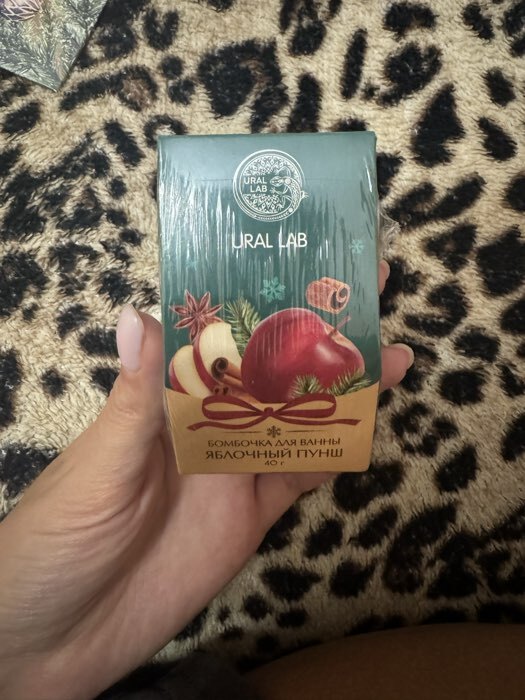 URAL
LAB
URAL LAB
БОМБОЧКА ДЛЯ ВАННЫ
ЯБЛОЧНЫЙ ПУНШ
40 г